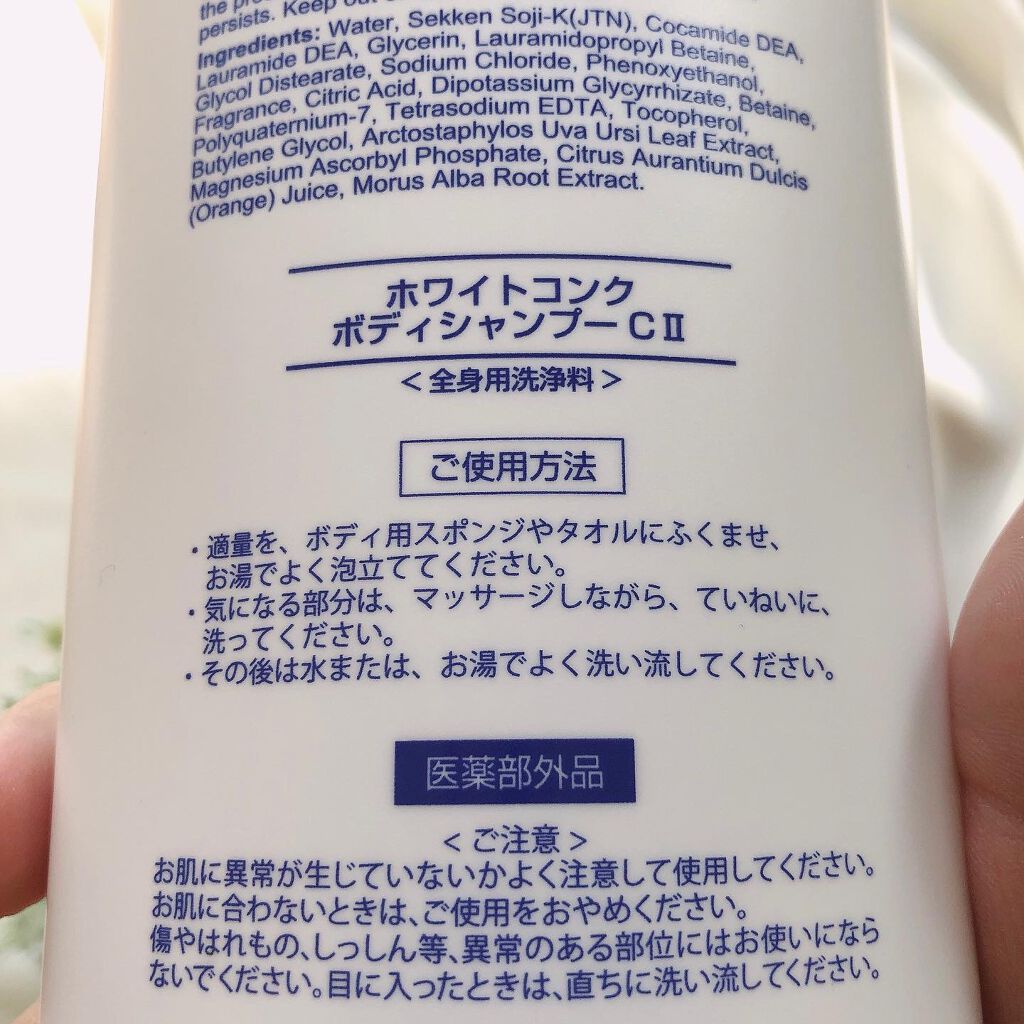 persists. Keep out
Ingredients: Water, Sekken Soji-K(JTN), Cocamide DEA,
Lauramide DEA, Glycerin, Lauramidopropyl Betaine,
Glycol Distearate, Sodium Chloride, Phenoxyethanol,
Fragrance, Citric Acid, Dipotassium Glycyrrhizate, Betaine,
Polyquaternium-7, Tetrasodium EDTA, Tocopherol,
Butylene Glycol, Arctostaphylos Uva Ursi Leaf Extract,
Magnesium Ascorbyl Phosphate, Citrus Aurantium Dulcis
(Orange) Juice, Morus Alba Root Extract.
ホワイトコンク
ボディシャンプーCⅡ
<全身用洗浄料>
ご使用方法
・適量を、ボディ用スポンジやタオルにふくませ、
お湯でよく泡立ててください。
・気になる部分は、マッサージしながら、ていねいに、
洗ってください。
・その後は水または、お湯でよく洗い流してください。
医薬部外品
<ご注意>
お肌に異常が生じていないかよく注意して使用してください。
お肌に合わないときは、ご使用をおやめください。
傷やはれもの、しっしん等、異常のある部位にはお使いになら
ないでください。目に入ったときは、直ちに洗い流してください。